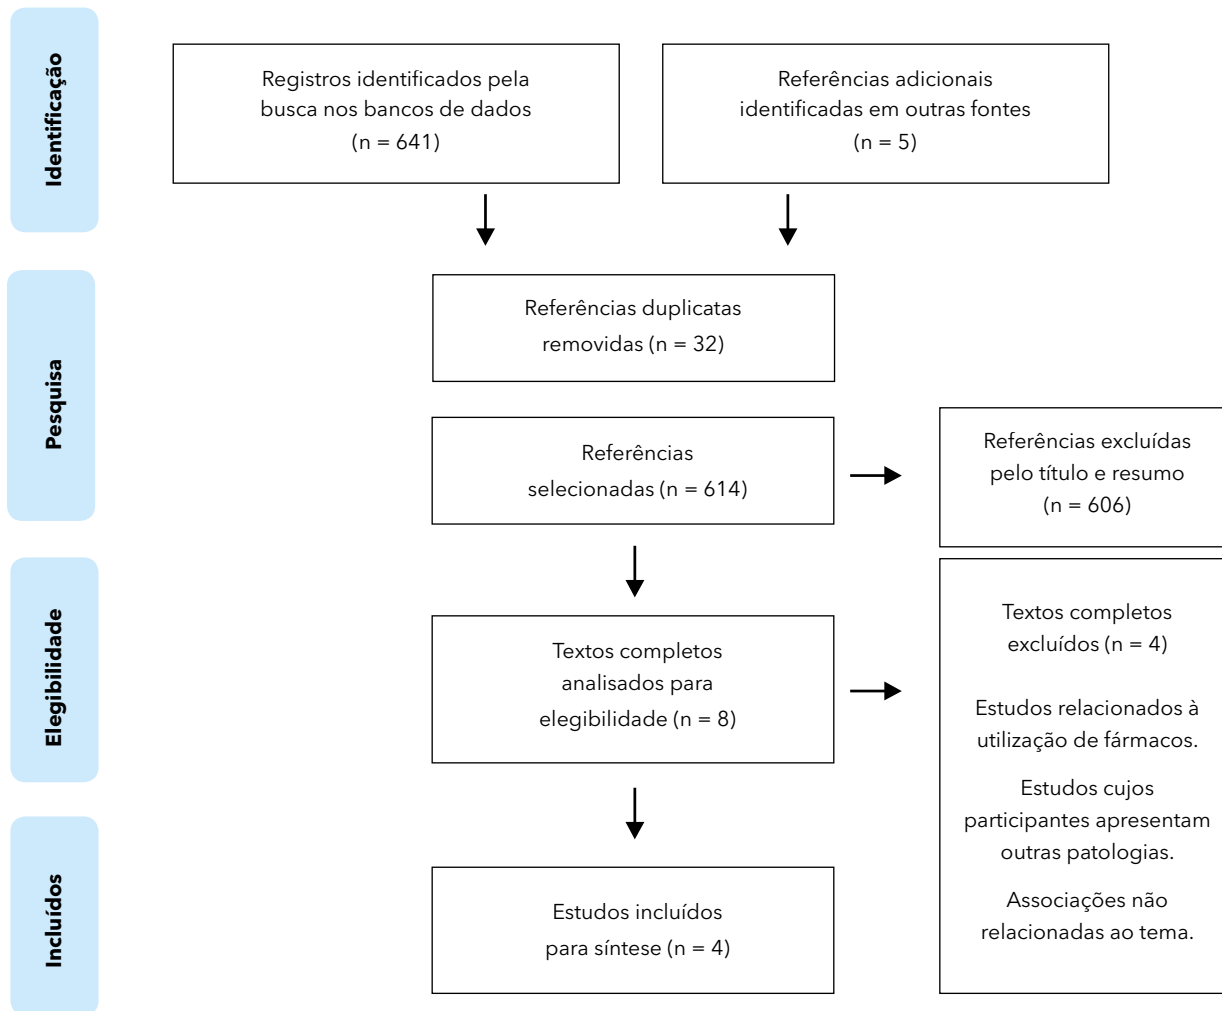 Identificação
Registros identificados pela
busca nos bancos de dados
(n = 641)
Referências adicionais
identificadas em outras fontes
(n = 5)
Pesquisa
Referências duplicatas
removidas (n = 32)
Referências
selecionadas (n = 614)
Referências excluídas
pelo título e resumo
(n = 606)
Elegibilidade
Textos completos
analisados para
elegibilidade (n = 8)
Textos completos
excluídos (n = 4)
Estudos relacionados à
utilização de fármacos.
Estudos cujos
participantes apresentam
outras patologias.
Associações não
relacionadas ao tema.
Incluídos
Estudos incluídos
para síntese (n = 4)